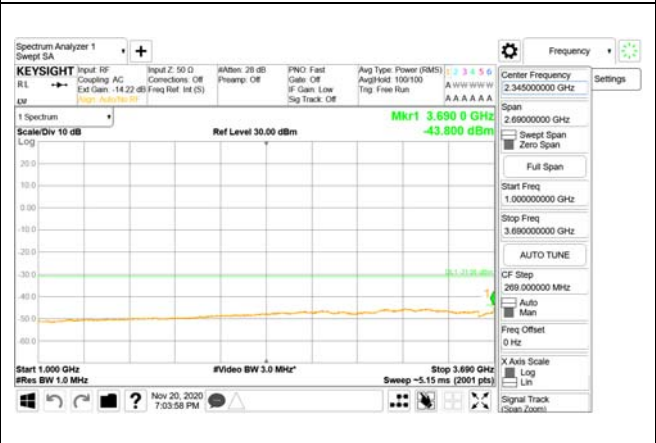 Spectrum Analyzer 1
Swept SA
Frequency
KEYSIGHT
RL
Input: RF
Coupling: AC
Ext Gain: -14.22 dB
Align: Auto/No RF
Input Z: 50 Ω
Corrections: Off
Freq Ref: Int (S)
#Atten: 28 dB
Preamp: Off
PNO: Fast
Gate: Off
IF Gain: Low
Sig Track: Off
Avg Type: Power (RMS)
Avg|Hold: 100/100
Trig: Free Run
1 2 3 4 5 6
A W W W W W
A A A A A A
1 Spectrum
Scale/Div 10 dB
Log
Ref Level 30.00 dBm
Mkr1 3.690 0 GHz
-43.800 dBm
20.0
10.0
0.00
-10.0
-20.0
-30.0
-40.0
-50.0
-60.0
1
Start 1.000 GHz
#Res BW 1.0 MHz
#Video BW 3.0 MHz*
Stop 3.690 GHz
Sweep ~5.15 ms (2001 pts)
Nov 20, 2020
7:03:58 PM
Center Frequency
2.345000000 GHz
Settings
Span
2.69000000 GHz
Swept Span
Zero Span
Full Span
Start Freq
1.000000000 GHz
Stop Freq
3.690000000 GHz
AUTO TUNE
CF Step
269.000000 MHz
Auto
Man
Freq Offset
0 Hz
X Axis Scale
Log
Lin
Signal Track
(Span Zoom)